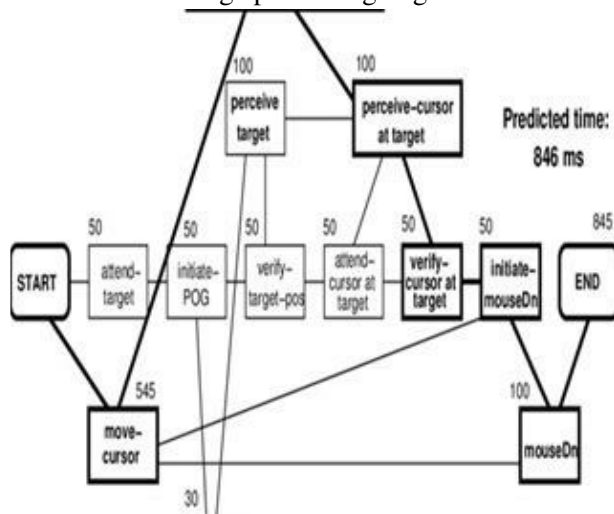 100
100
perceive
target
perceive-cursor
at target
Predicted time:
846 ms
50
50
50
50
50
50
845
START
attend-
target
initiate-
POG
verify-
target-pos
attend-
cursor at
target
verify-
cursor at
target
initiate-
mouseDn
END
545
move-
cursor
100
mouseDn
30